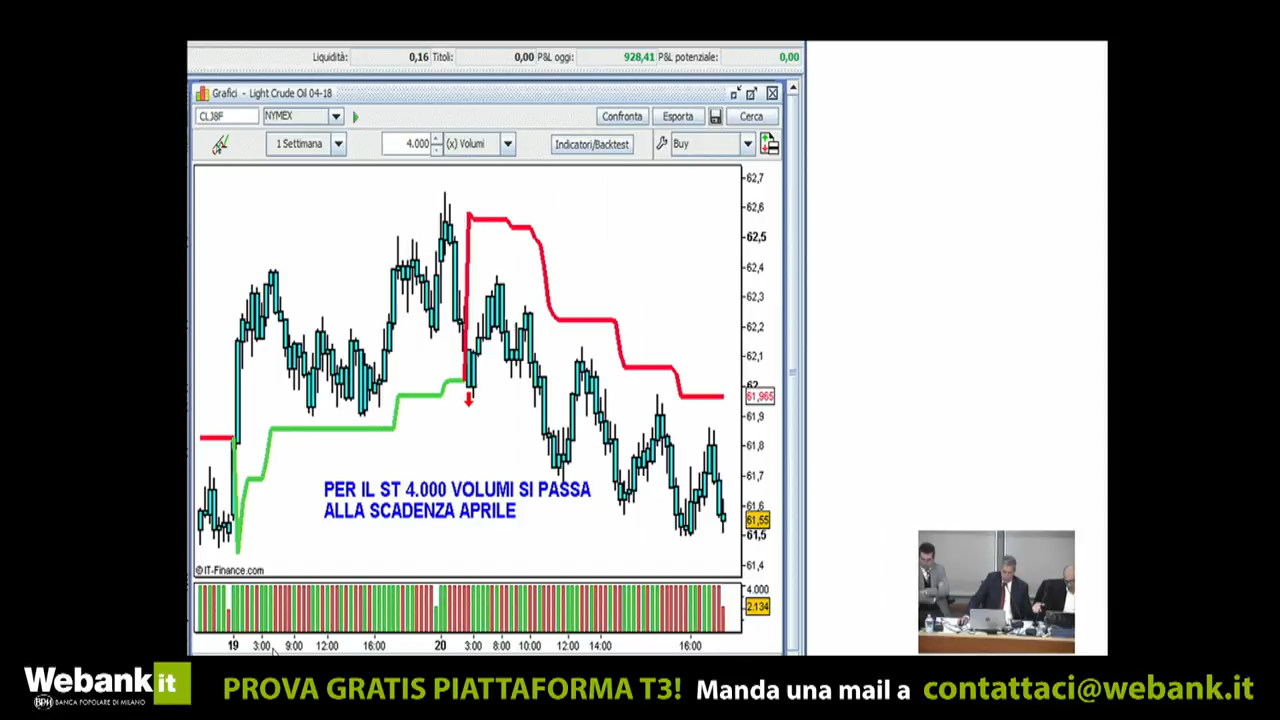 Liquidità: 0,16 Titoli: 0,00 P&L oggi: 928,41 P&L potenziale: 0,00
Grafici - Light Crude Oil 04-18
CLJ8F NYMEX Confronta Esporta Cerca
1 Settimana 4.000 (x) Volumi Indicatori/Backtest Buy
62,7
62,6
62,5
62,4
62,3
62,2
62,1
62
61,965
61,9
61,8
61,7
61,6
61,55
61,5
61,4
PER IL ST 4.000 VOLUMI SI PASSA
ALLA SCADENZA APRILE
© IT-Finance.com
4.000
2.134
19 3:00 9:00 12:00 16:00 20 3:00 8:00 10:00 12:00 14:00 16:00
Webank it
BPM BANCA POPOLARE DI MILANO
PROVA GRATIS PIATTAFORMA T3! Manda una mail a contattaci@webank.it